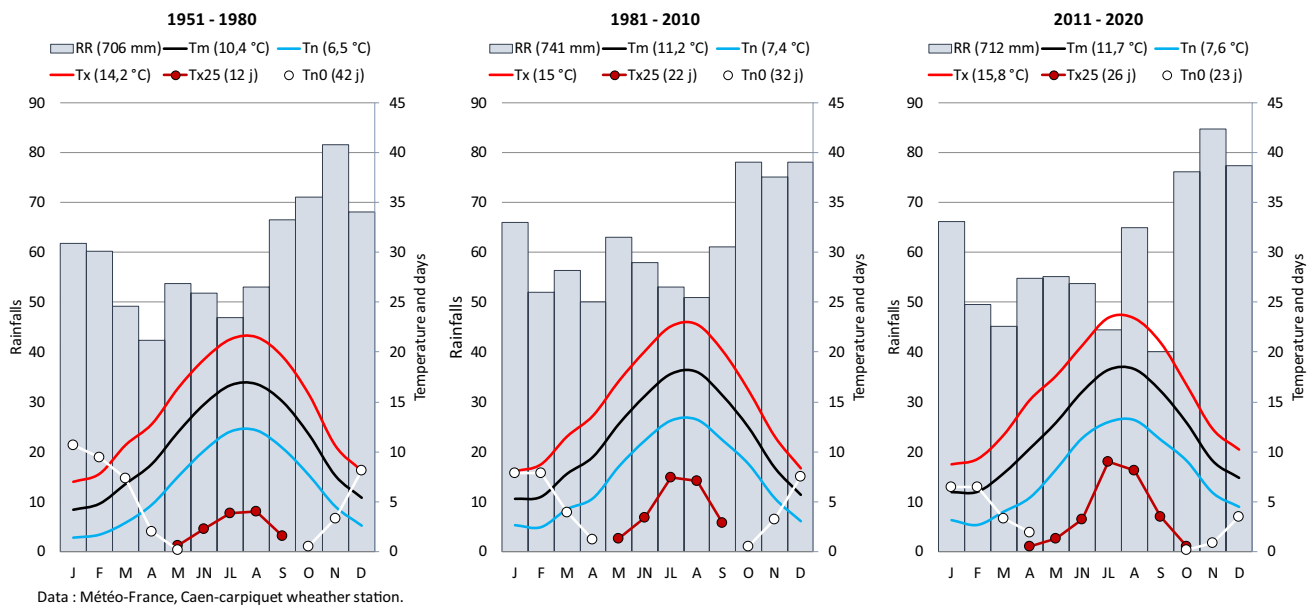 1951 - 1980
RR (706 mm) Tm (10,4 °C) Tn (6,5 °C)
Tx (14,2 °C) Tx25 (12 j) Tn0 (42 j)
90 80 70 60 50 40 30 20 10 0
Rainfalls
45 40 35 30 25 20 15 10 5 0
Temperature and days
J F M A M JN JL A S O N D
1981 - 2010
RR (741 mm) Tm (11,2 °C) Tn (7,4 °C)
Tx (15 °C) Tx25 (22 j) Tn0 (32 j)
90 80 70 60 50 40 30 20 10 0
Rainfalls
45 40 35 30 25 20 15 10 5 0
Temperature and days
J F M A M JN JL A S O N D
2011 - 2020
RR (712 mm) Tm (11,7 °C) Tn (7,6 °C)
Tx (15,8 °C) Tx25 (26 j) Tn0 (23 j)
90 80 70 60 50 40 30 20 10 0
Rainfalls
45 40 35 30 25 20 15 10 5 0
Temperature and days
J F M A M JN JL A S O N D
Data : Météo-France, Caen-carpiquet wheather station.